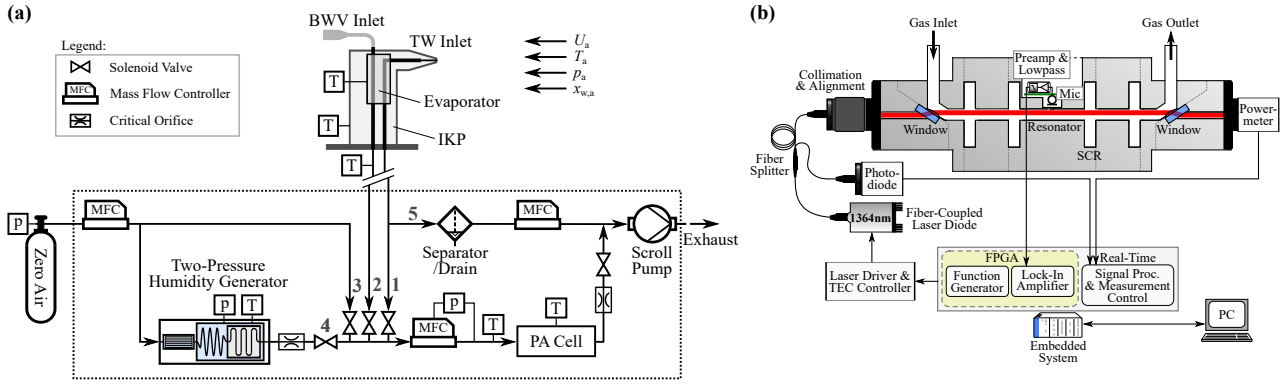 (a)
BWV Inlet
TW Inlet
Legend:
Solenoid Valve
MFC
Mass Flow Controller
Critical Orifice
T
Evaporator
T
IKP
T
Ua
Ta
pa
xw,a
p
MFC
5
MFC
Zero Air
Separator
/Drain
Scroll
Pump
Exhaust
Two-Pressure
Humidity Generator
p
T
3
2
1
4
MFC
p
T
T
PA Cell
(b)
Gas Inlet
Gas Outlet
Preamp &
Lowpass
Mic
Collimation
& Alignment
Window
Resonator
Window
SCR
Power-
meter
Fiber
Splitter
Photo-
diode
1364nm
Fiber-Coupled
Laser Diode
Laser Driver &
TEC Controller
FPGA
Real-Time
Function
Generator
Lock-In
Amplifier
Signal Proc.
& Measurement
Control
Embedded
System
PC